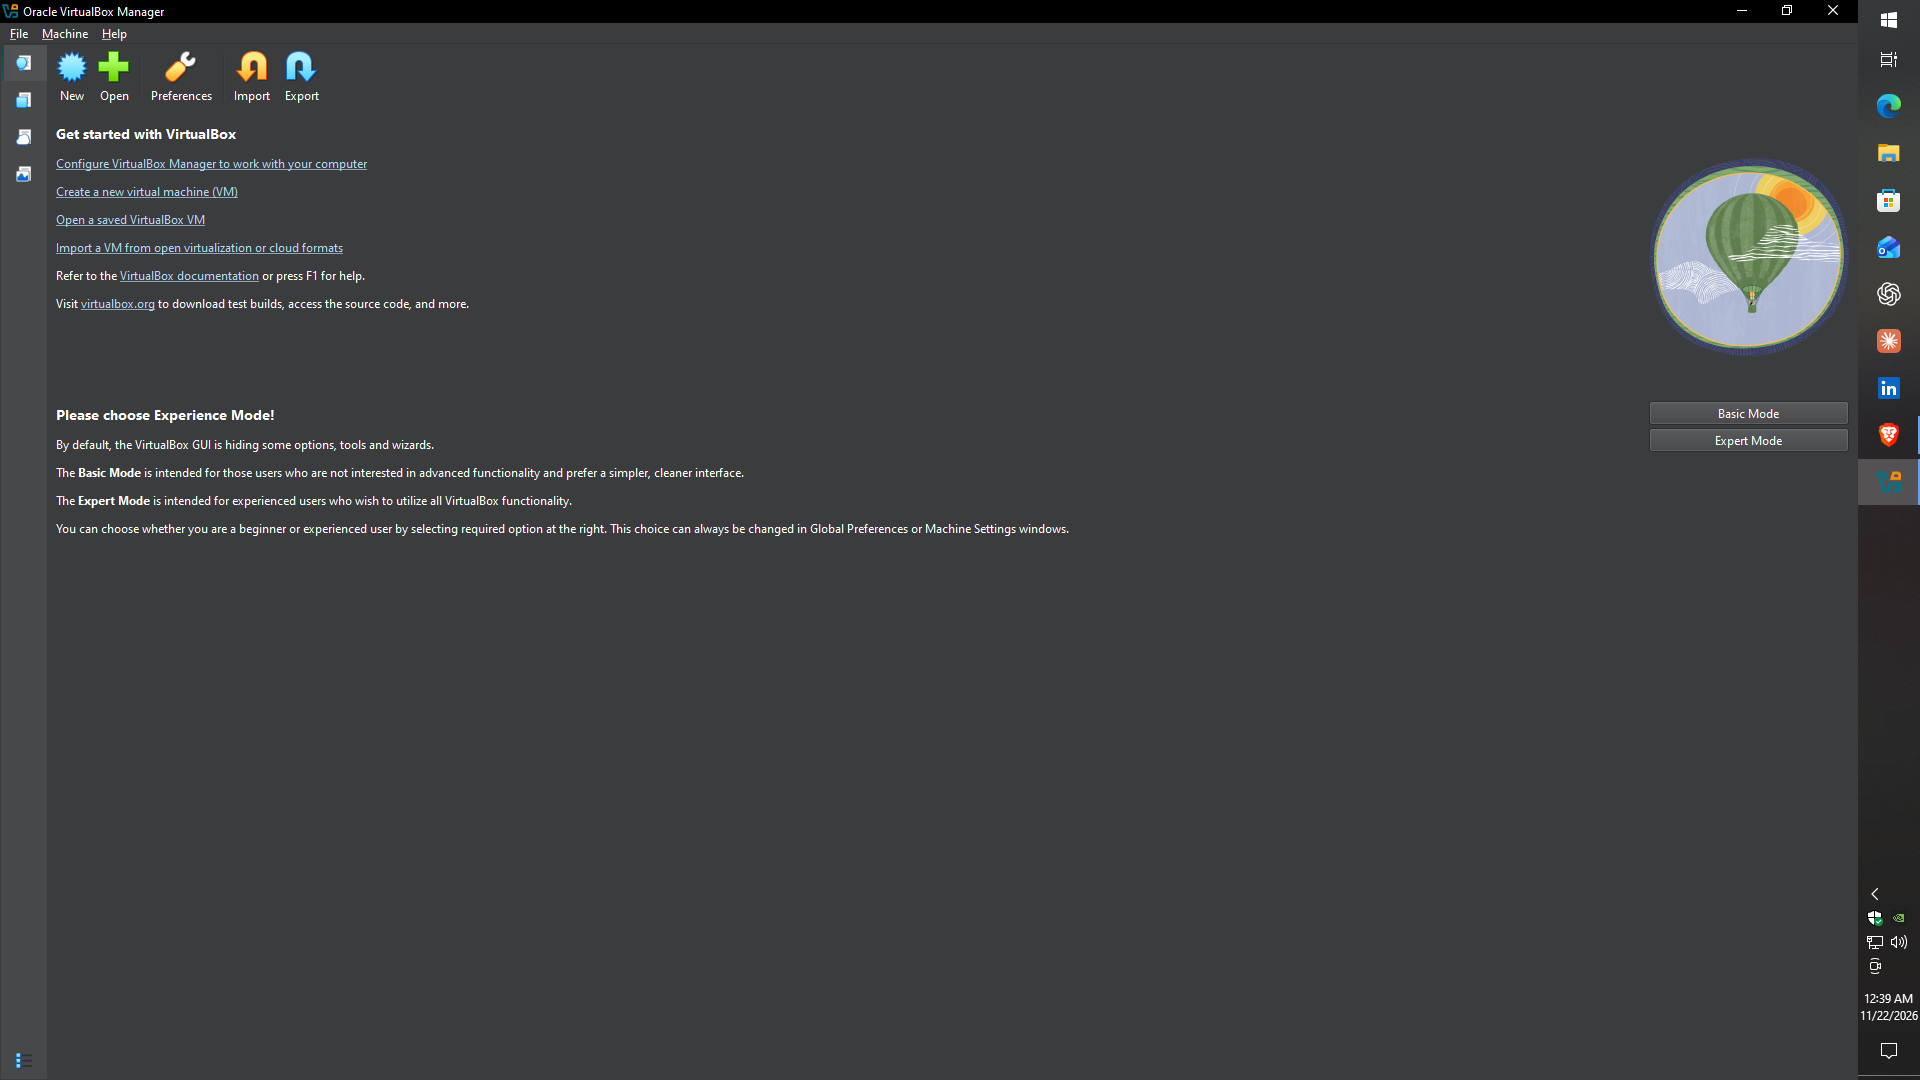 Oracle VirtualBox Manager
File Machine Help
New Open Preferences Import Export
Get started with VirtualBox
Configure VirtualBox Manager to work with your computer
Create a new virtual machine (VM)
Open a saved VirtualBox VM
Import a VM from open virtualization or cloud formats
Refer to the VirtualBox documentation or press F1 for help.
Visit virtualbox.org to download test builds, access the source code, and more.
Please choose Experience Mode!
By default, the VirtualBox GUI is hiding some options, tools and wizards.
The Basic Mode is intended for those users who are not interested in advanced functionality and prefer a simpler, cleaner interface.
The Expert Mode is intended for experienced users who wish to utilize all VirtualBox functionality.
You can choose whether you are a beginner or experienced user by selecting required option at the right. This choice can always be changed in Global Preferences or Machine Settings windows.
Basic Mode
Expert Mode
12:39 AM
11/22/2026